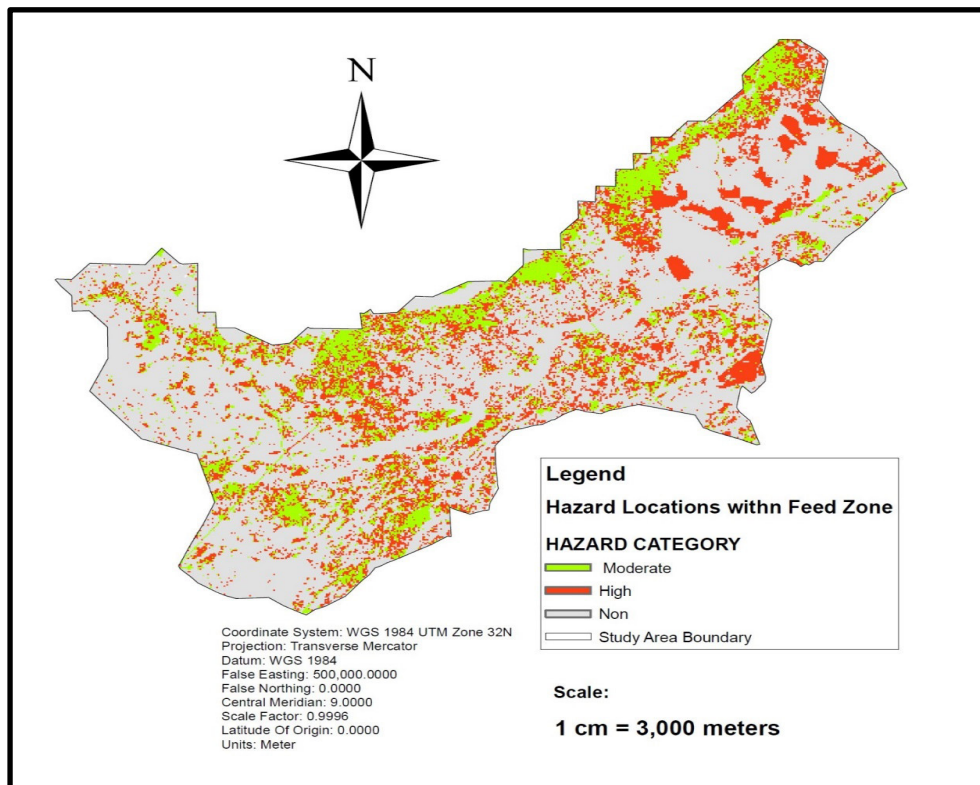 N
Legend
Hazard Locations withn Feed Zone
HAZARD CATEGORY
Moderate
High
Non
Study Area Boundary
Coordinate System: WGS 1984 UTM Zone 32N
Projection: Transverse Mercator
Datum: WGS 1984
False Easting: 500,000.0000
False Northing: 0.0000
Central Meridian: 9.0000
Scale Factor: 0.9996
Latitude Of Origin: 0.0000
Units: Meter
Scale:
1 cm = 3,000 meters